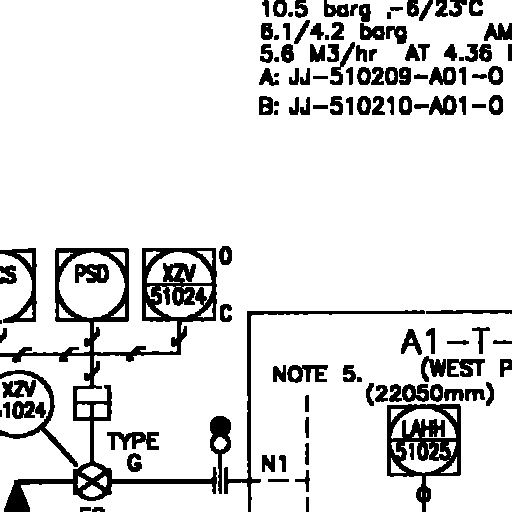 10.5 barg ,-6/23°C
6.1/4.2 barg AM
5.6 M3/hr AT 4.36
A: JJ-510209-A01-0
B: JJ-510210-A01-0
CS
PSD
XZV
51024
O
C
A1-T-
(WEST P
NOTE 5.
(22050mm)
XZV
51024
LAHH
51025
TYPE
G
N1